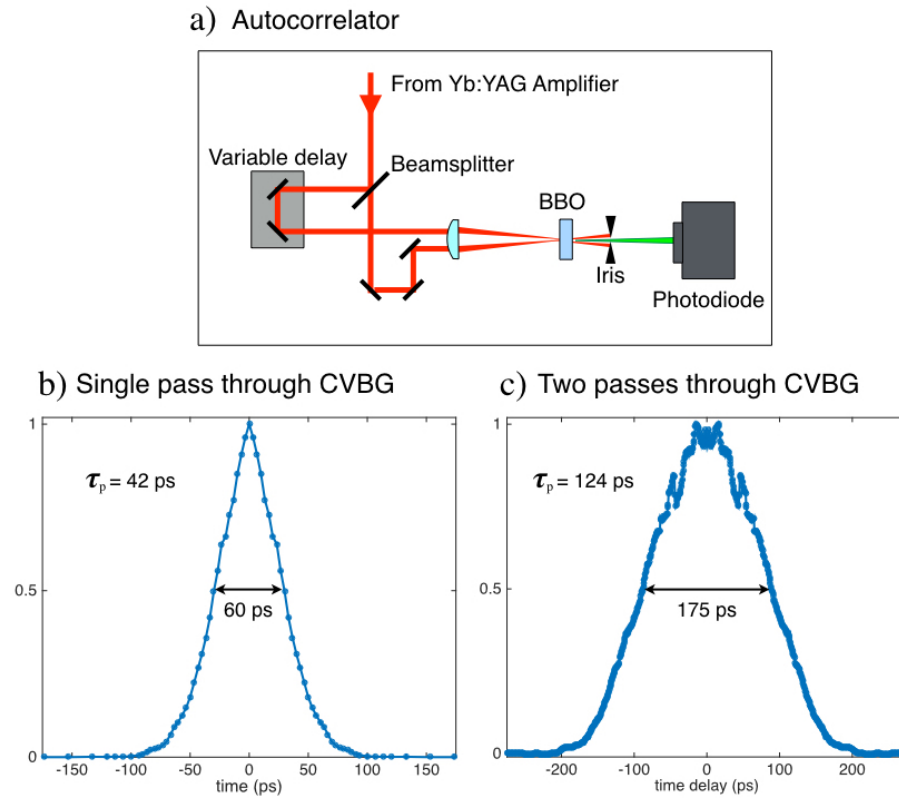 a) Autocorrelator
From Yb:YAG Amplifier
Variable delay
Beamsplitter
BBO
Iris
Photodiode
b) Single pass through CVBG
1
0.5
0
𝝉p = 42 ps
60 ps
-150 -100 -50 0 50 100 150
time (ps)
c) Two passes through CVBG
1
0.5
0
𝝉p = 124 ps
175 ps
-200 -100 0 100 200
time delay (ps)